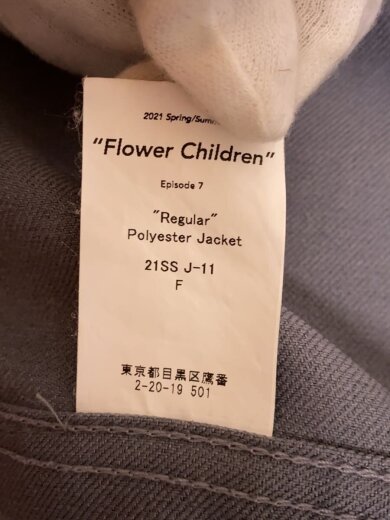 2021 Spring/Summ
"Flower Children"
Episode 7
"Regular"
Polyester Jacket
21SS J-11
F
東京都目黒区鷹番
2-20-19 501